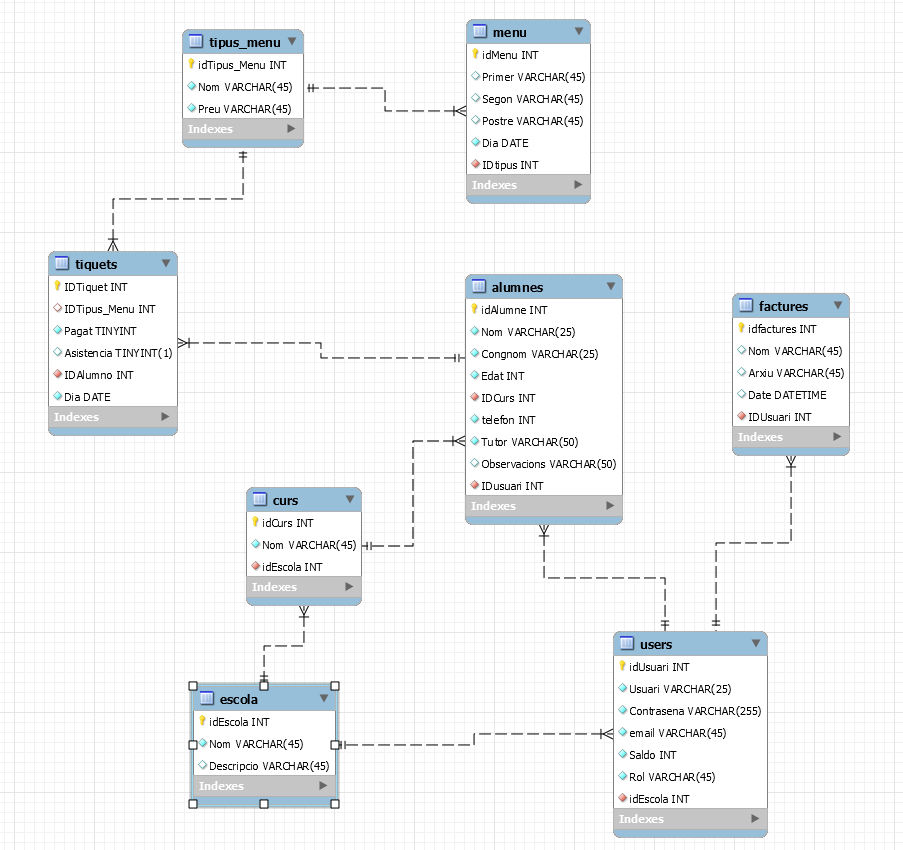 tipus_menu
idTipus_Menu INT
Nom VARCHAR(45)
Preu VARCHAR(45)
Indexes
menu
idMenu INT
Primer VARCHAR(45)
Segon VARCHAR(45)
Postre VARCHAR(45)
Dia DATE
IDtipus INT
Indexes
tiquets
IDTiquet INT
IDTipus_Menu INT
Pagat TINYINT
Asistencia TINYINT(1)
IDAlumno INT
Dia DATE
Indexes
alumnes
idAlumne INT
Nom VARCHAR(25)
Congnom VARCHAR(25)
Edat INT
IDCurs INT
telefon INT
Tutor VARCHAR(50)
Observacions VARCHAR(50)
IDusuari INT
Indexes
factures
idfactures INT
Nom VARCHAR(45)
Arxiu VARCHAR(45)
Date DATETIME
IDUsuari INT
Indexes
curs
idCurs INT
Nom VARCHAR(45)
idEscola INT
Indexes
escola
idEscola INT
Nom VARCHAR(45)
Descripcio VARCHAR(45)
Indexes
users
idUsuari INT
Usuari VARCHAR(25)
Contrasena VARCHAR(255)
email VARCHAR(45)
Saldo INT
Rol VARCHAR(45)
idEscola INT
Indexes